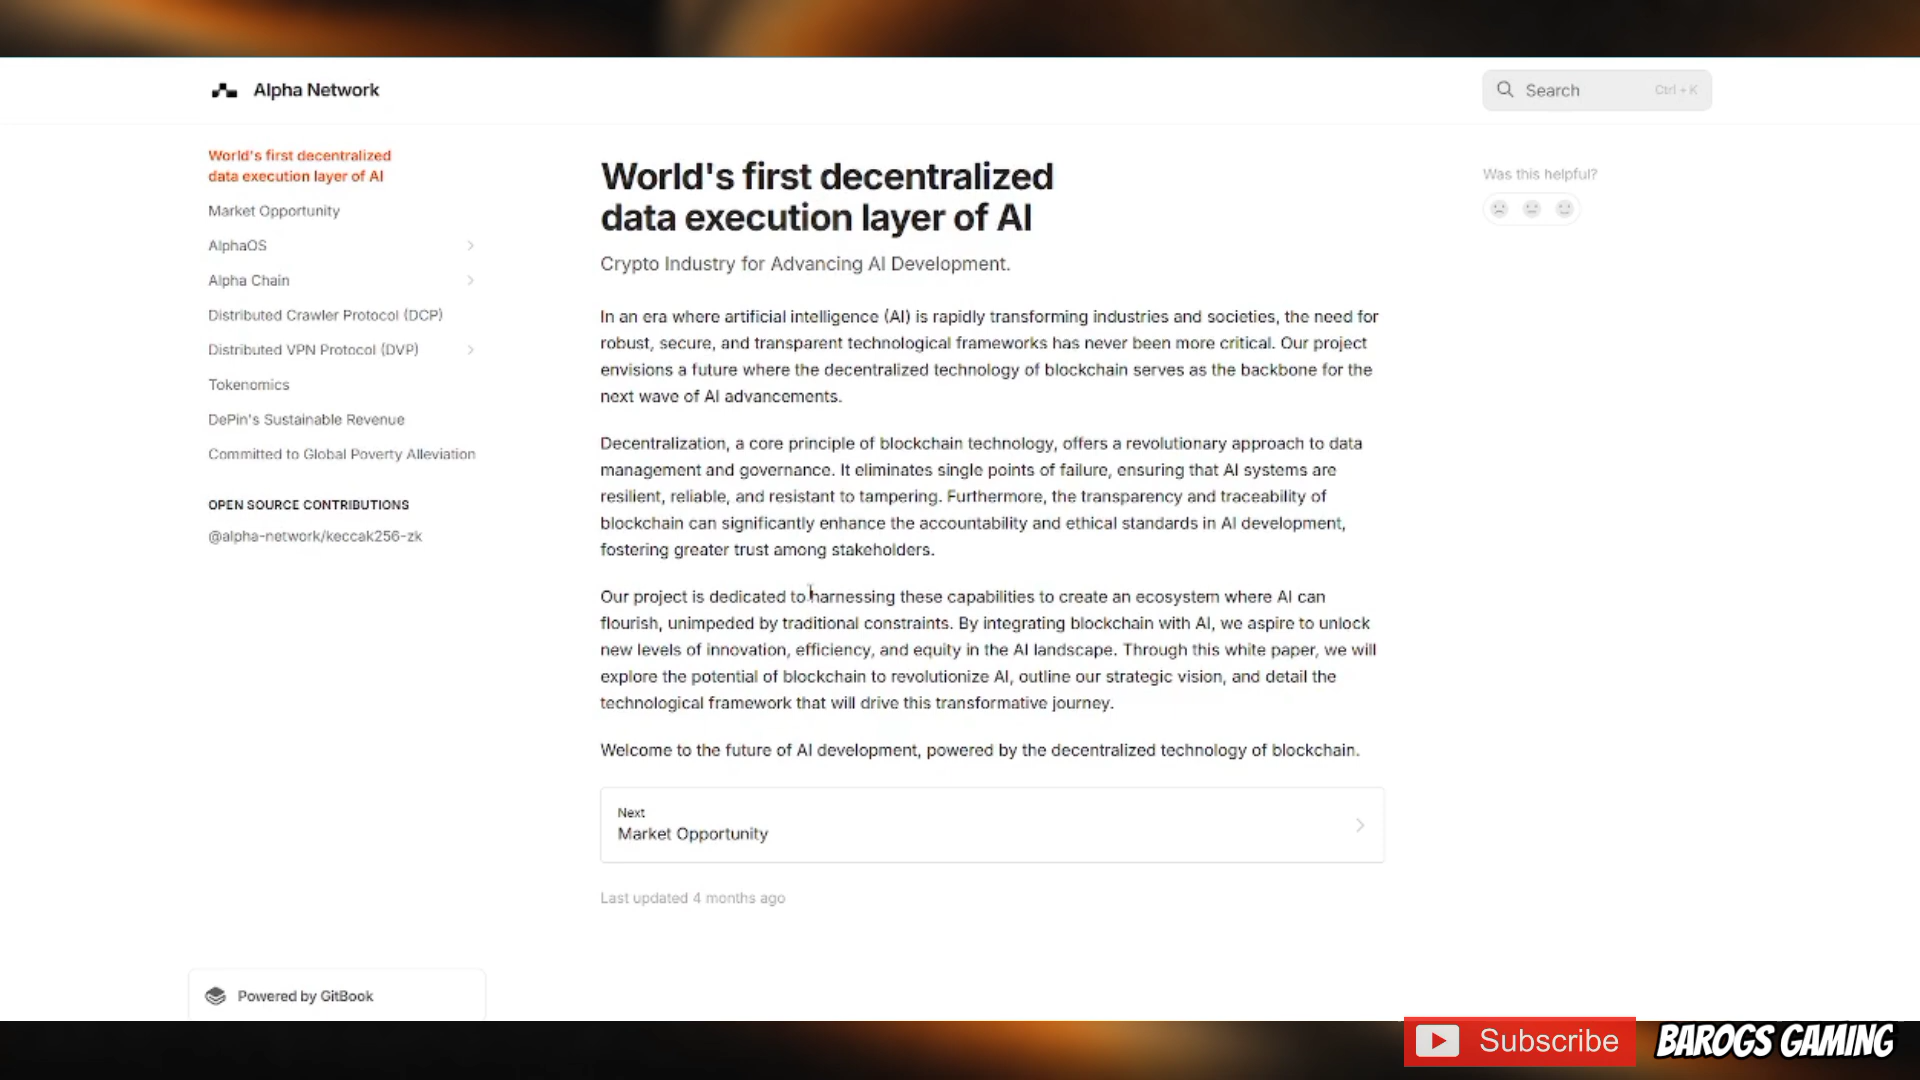 Alpha Network
Search
Ctrl + K
World's first decentralized
data execution layer of AI
Market Opportunity
AlphaOS
Alpha Chain
Distributed Crawler Protocol (DCP)
Distributed VPN Protocol (DVP)
Tokenomics
DePin's Sustainable Revenue
Committed to Global Poverty Alleviation
OPEN SOURCE CONTRIBUTIONS
@alpha-network/keccak256-zk
World's first decentralized
data execution layer of AI
Crypto Industry for Advancing AI Development.
In an era where artificial intelligence (AI) is rapidly transforming industries and societies, the need for
robust, secure, and transparent technological frameworks has never been more critical. Our project
envisions a future where the decentralized technology of blockchain serves as the backbone for the
next wave of AI advancements.
Decentralization, a core principle of blockchain technology, offers a revolutionary approach to data
management and governance. It eliminates single points of failure, ensuring that AI systems are
resilient, reliable, and resistant to tampering. Furthermore, the transparency and traceability of
blockchain can significantly enhance the accountability and ethical standards in AI development,
fostering greater trust among stakeholders.
Our project is dedicated to harnessing these capabilities to create an ecosystem where AI can
flourish, unimpeded by traditional constraints. By integrating blockchain with AI, we aspire to unlock
new levels of innovation, efficiency, and equity in the AI landscape. Through this white paper, we will
explore the potential of blockchain to revolutionize AI, outline our strategic vision, and detail the
technological framework that will drive this transformative journey.
Welcome to the future of AI development, powered by the decentralized technology of blockchain.
Next
Market Opportunity
Last updated 4 months ago
Was this helpful?
Powered by GitBook
Subscribe
BAROGS GAMING